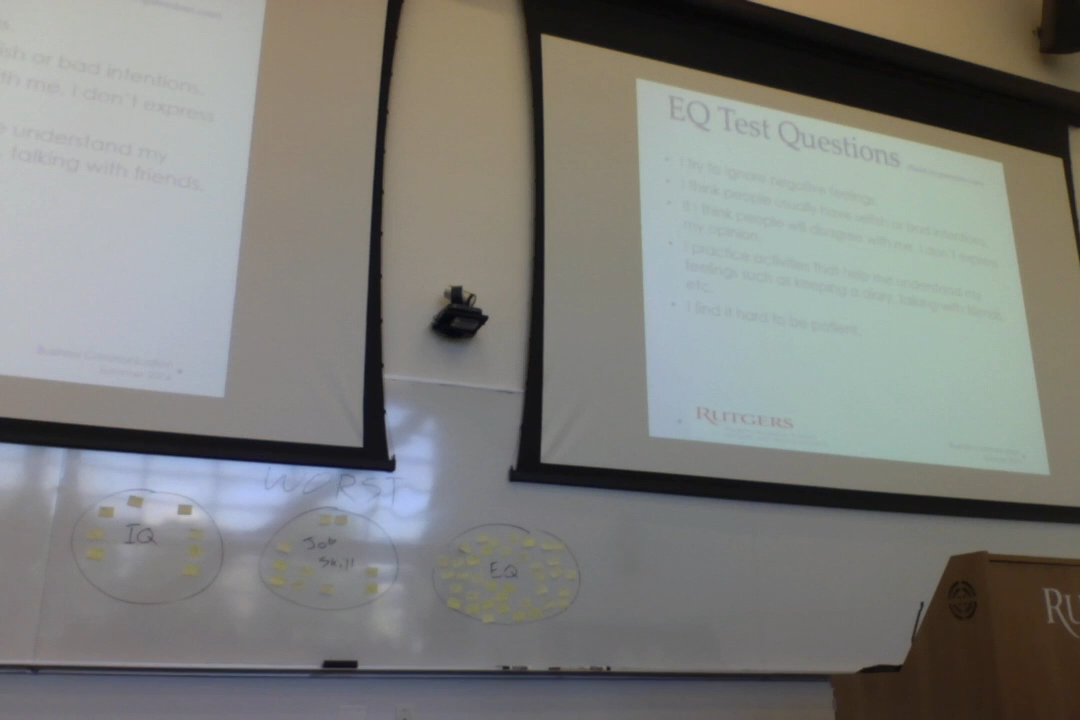 ish or bad intentions.
th me, I don't express
understand my
talking with friends,
EQ Test Questions
• I try to ignore negative feelings
• I think people usually have selfish or bad intentions.
• If I think people will disagree with me, I don't express
my opinion.
• I practice activities that help me understand my
feelings such as keeping a diary, talking with friends,
etc.
• I find it hard to be patient
RUTGERS
Business Communication
WORST
IQ
Job
Skill
EQ
RU